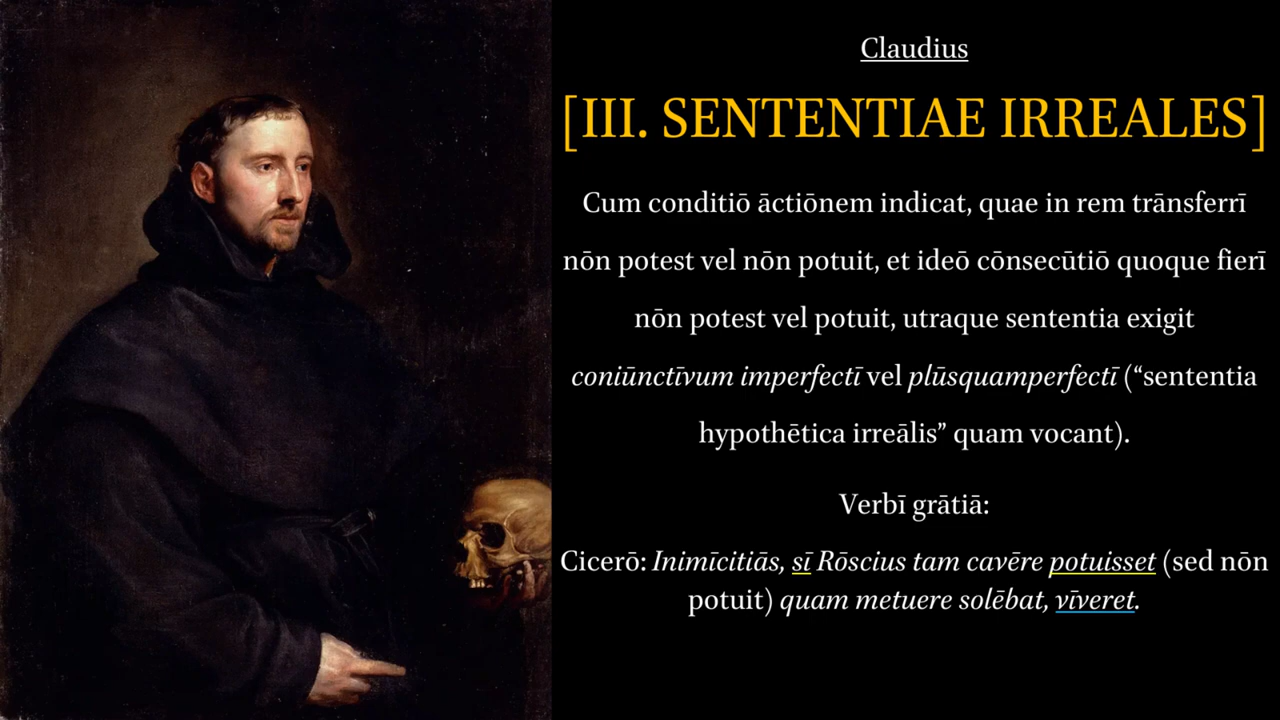 Claudius
[III. SENTENTIAE IRREALES]
Cum conditiō āctiōnem indicat, quae in rem trānsferrī
nōn potest vel nōn potuit, et ideō cōnsecūtiō quoque fierī
nōn potest vel potuit, utraque sententia exigit
coniūnctīvum imperfectī vel plūsquamperfectī (“sententia
hypothētica irreālis” quam vocant).
Verbī grātiā:
Cicerō: Inimīcitiās, sī Rōscius tam cavēre potuisset (sed nōn
potuit) quam metuere solēbat, vīveret.